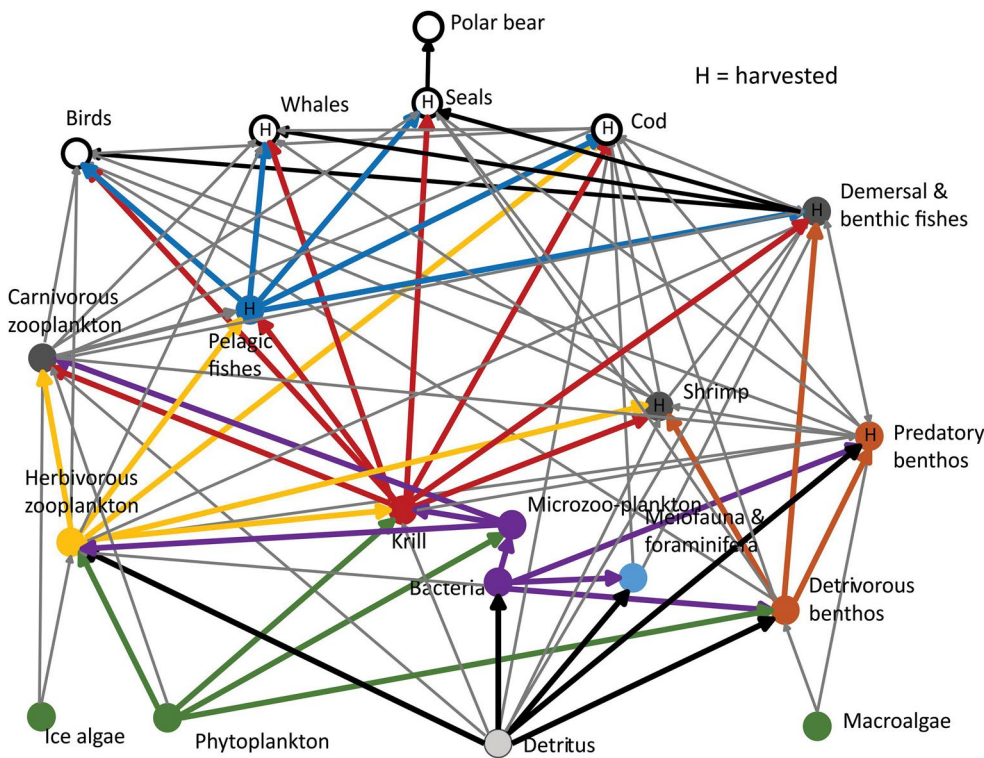 Polar bear
H = harvested
Seals
H
Whales
H
Cod
H
Birds
Demersal &
benthic fishes
H
Carnivorous
zooplankton
H
Pelagic
fishes
Shrimp
H
Predatory
benthos
H
Herbivorous
zooplankton
Microzoo-plankton
Meiofauna &
foraminifera
Krill
Bacteria
Detrivorous
benthos
Ice algae
Phytoplankton
Detritus
Macroalgae